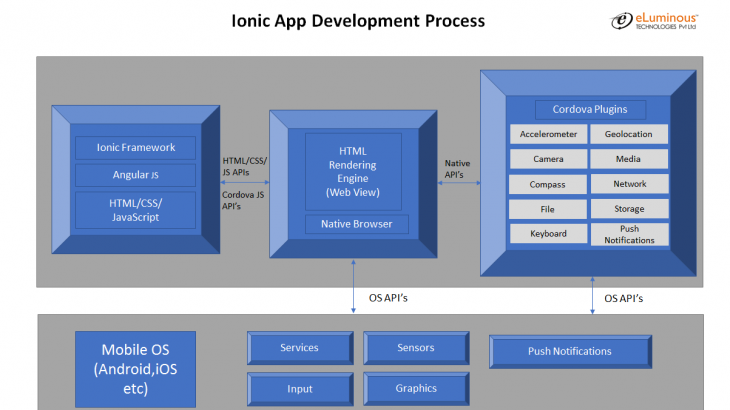 Ionic App Development Process
eLuminous
TECHNOLOGIES Pvt Ltd
Ionic Framework
Angular JS
HTML/CSS/
JavaScript
HTML/CSS/
JS APIs
Cordova JS
API's
HTML
Rendering
Engine
(Web View)
Native Browser
Native
API's
Cordova Plugins
Accelerometer
Geolocation
Camera
Media
Compass
Network
File
Storage
Keyboard
Push
Notifications
OS API's
OS API's
Mobile OS
(Android,iOS
etc)
Services
Sensors
Input
Graphics
Push Notifications